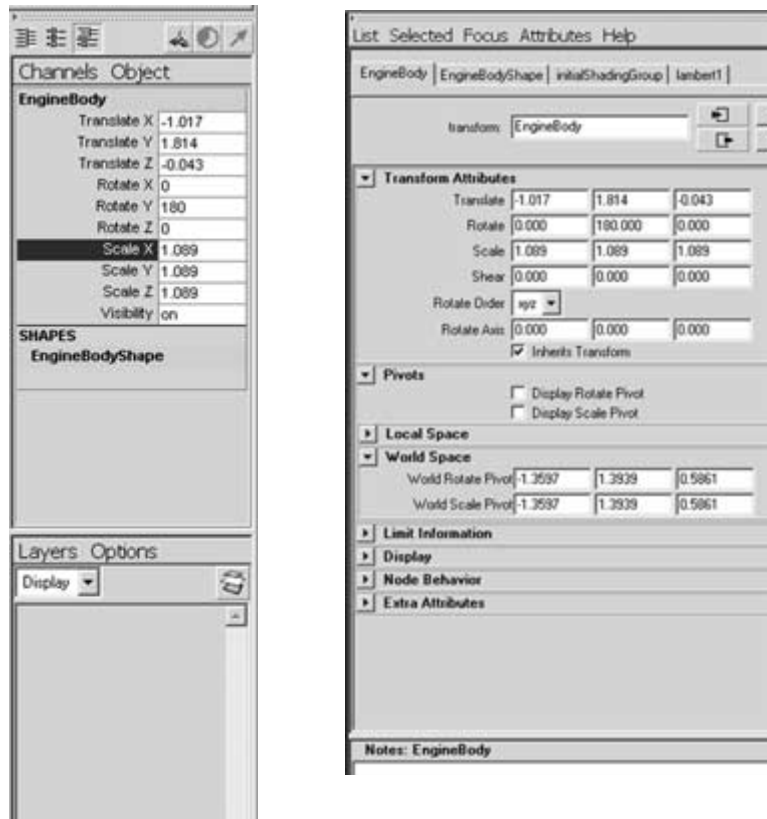 Channels Object
EngineBody
Translate X -1.017
Translate Y 1.814
Translate Z -0.043
Rotate X 0
Rotate Y 180
Rotate Z 0
Scale X 1.089
Scale Y 1.089
Scale Z 1.089
Visibility on
SHAPES
EngineBodyShape
Layers Options
Display
List Selected Focus Attributes Help
EngineBody EngineBodyShape initialShadingGroup lambert1
transform: EngineBody
Transform Attributes
Translate -1.017 1.814 -0.043
Rotate 0.000 180.000 0.000
Scale 1.089 1.089 1.089
Shear 0.000 0.000 0.000
Rotate Order xyz
Rotate Axis 0.000 0.000 0.000
Inherits Transform
Pivots
Display Rotate Pivot
Display Scale Pivot
Local Space
World Space
World Rotate Pivot -1.3597 1.3939 0.5861
World Scale Pivot -1.3597 1.3939 0.5861
Limit Information
Display
Node Behavior
Extra Attributes
Notes: EngineBody